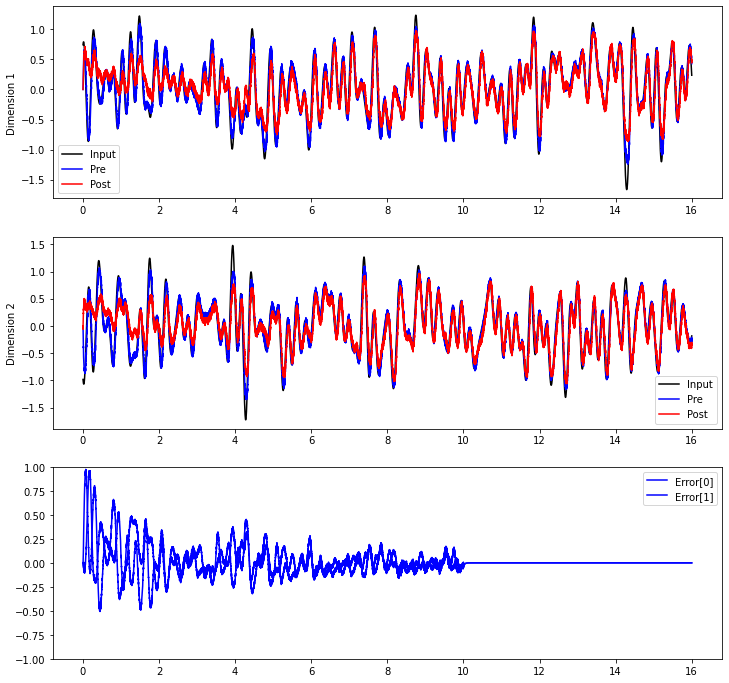 1.0
0.5
0.0
−0.5
−1.0
−1.5
Dimension 1
Input
Pre
Post
0 2 4 6 8 10 12 14 16
1.5
1.0
0.5
0.0
−0.5
−1.0
−1.5
Dimension 2
Input
Pre
Post
0 2 4 6 8 10 12 14 16
1.00
0.75
0.50
0.25
0.00
−0.25
−0.50
−0.75
−1.00
Error[0]
Error[1]
0 2 4 6 8 10 12 14 16